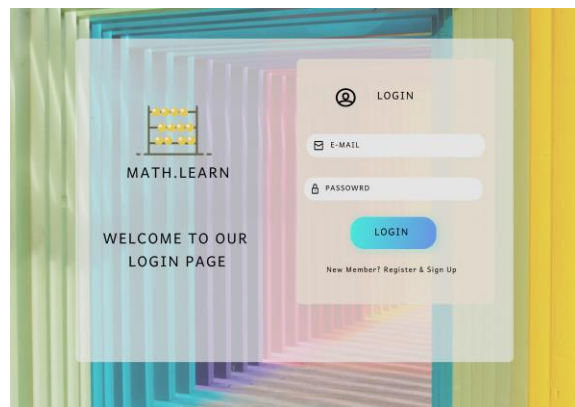 MATH.LEARN
WELCOME TO OUR
LOGIN PAGE
LOGIN
E-MAIL
PASSOWRD
LOGIN
New Member? Register & Sign Up